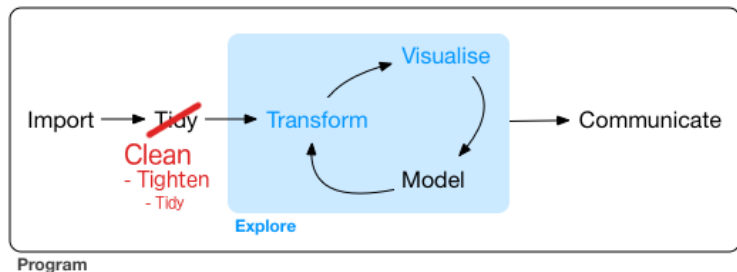 Visualise
Import Tidy Transform Communicate
Clean
- Tighten
- Tidy
Model
Explore
Program